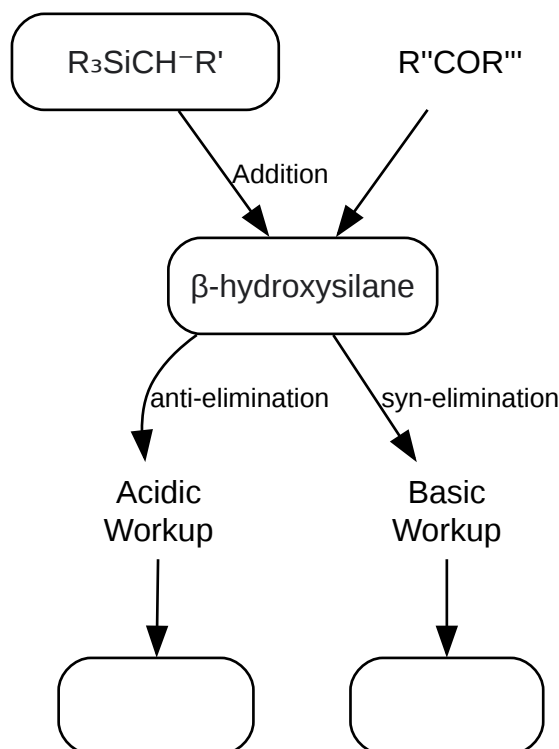 R₃SiCH⁻R'
R''COR'''
Addition
β-hydroxysilane
anti-elimination
syn-elimination
Acidic
Workup
Basic
Workup